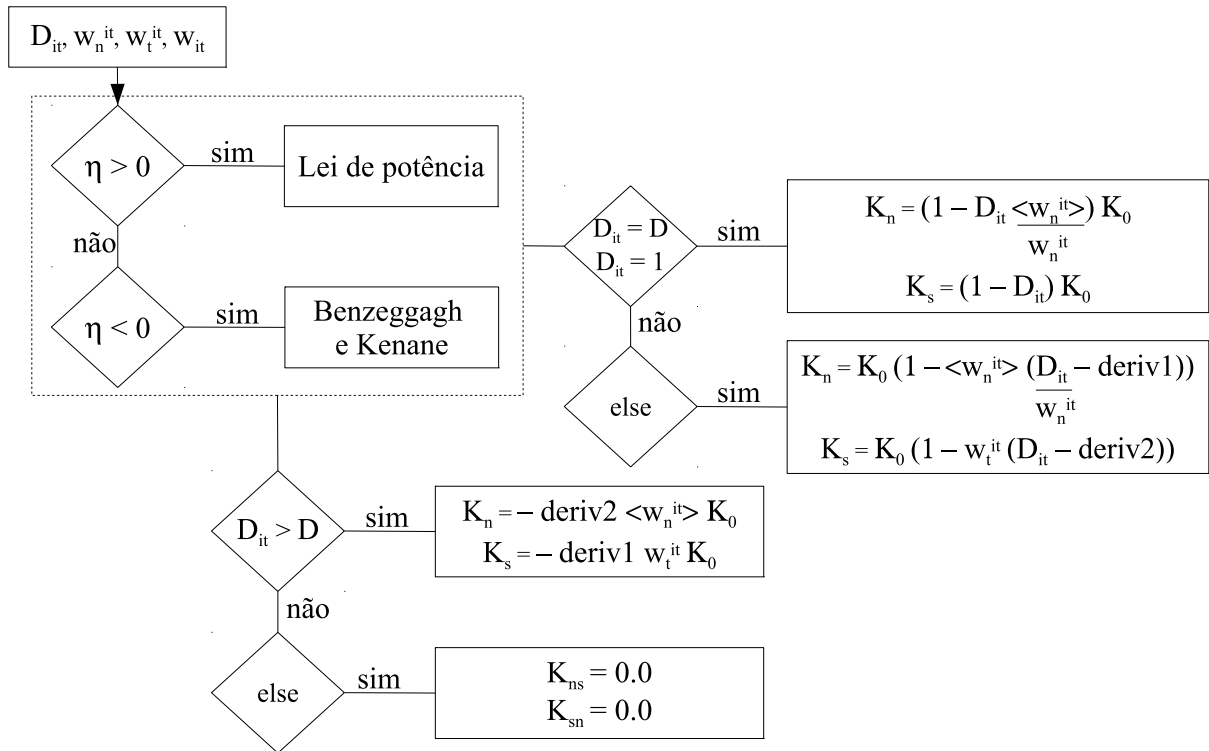 D_it, w_n^it, w_t^it, w_it
η > 0
sim
Lei de potência
não
η < 0
sim
Benzeggagh
e Kenane
D_it = D
D_it = 1
sim
K_n = (1 – D_it <w_n^it>) K_0
w_n^it
K_s = (1 – D_it) K_0
não
else
sim
K_n = K_0 (1 – <w_n^it> (D_it – deriv1))
w_n^it
K_s = K_0 (1 – w_t^it (D_it – deriv2))
D_it > D
sim
K_n = – deriv2 <w_n^it> K_0
K_s = – deriv1 w_t^it K_0
não
else
sim
K_ns = 0.0
K_sn = 0.0